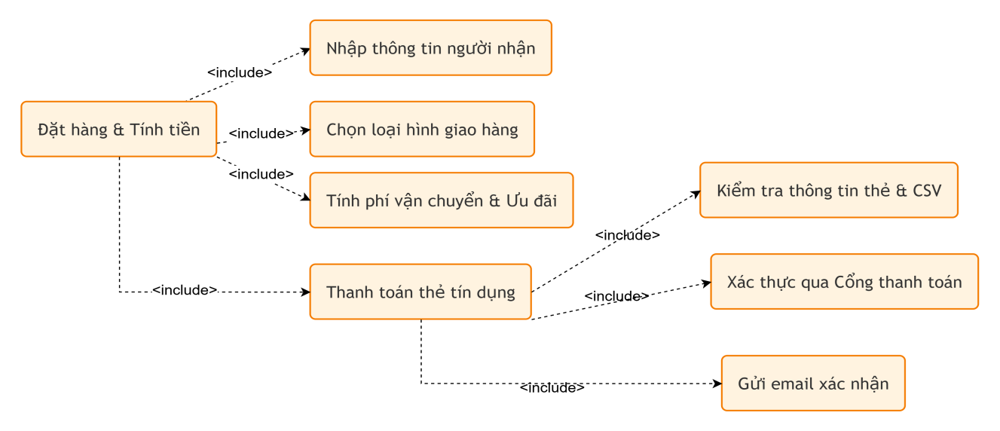 Nhập thông tin người nhận
<include>
Đặt hàng & Tính tiền
<include>
Chọn loại hình giao hàng
<include>
Tính phí vận chuyển & Ưu đãi
Kiểm tra thông tin thẻ & CSV
<include>
<include>
Thanh toán thẻ tín dụng
<include>
Xác thực qua Cổng thanh toán
<include>
Gửi email xác nhận